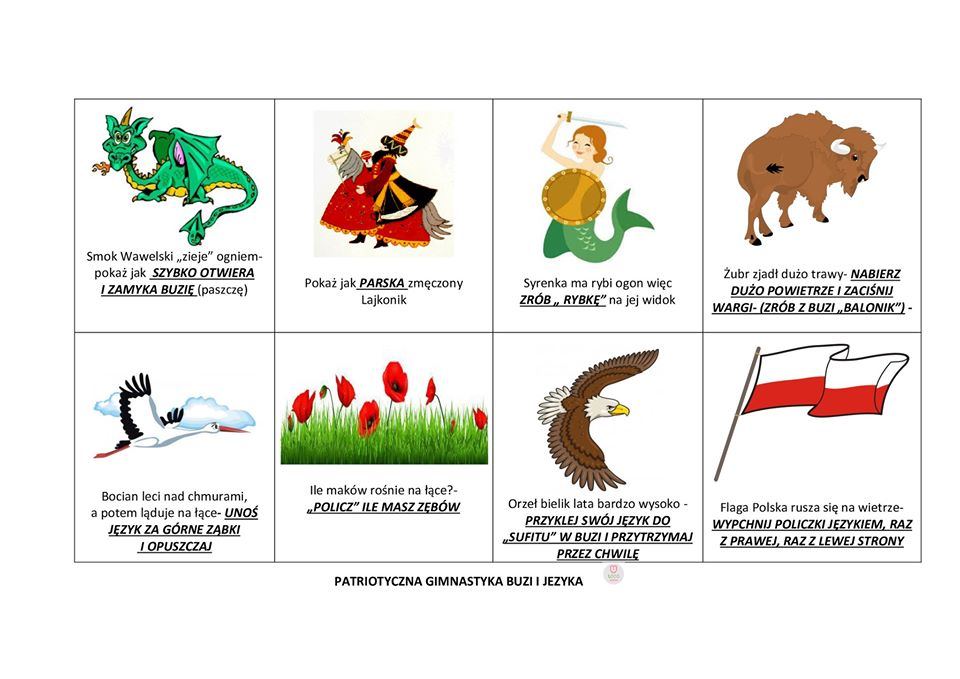 Smok Wawelski „zieje” ogniem-
pokaż jak SZYBKO OTWIERA
I ZAMYKA BUZIĘ (paszczę)
Pokaż jak PARSKA zmęczony
Lajkonik
Syrenka ma rybi ogon więc
ZRÓB „ RYBKĘ” na jej widok
Żubr zjadł dużo trawy- NABIERZ
DUŻO POWIETRZE I ZACIŚNIJ
WARGI- (ZRÓB Z BUZI „BALONIK”) -
Bocian leci nad chmurami,
a potem ląduje na łące- UNOŚ
JĘZYK ZA GÓRNE ZĄBKI
I OPUSZCZAJ
Ile maków rośnie na łące?-
„POLICZ” ILE MASZ ZĘBÓW
Orzeł bielik lata bardzo wysoko -
PRZYKLEJ SWÓJ JĘZYK DO
„SUFITU” W BUZI I PRZYTRZYMAJ
PRZEZ CHWILĘ
Flaga Polska rusza się na wietrze-
WYPCHNIJ POLICZKI JĘZYKIEM, RAZ
Z PRAWEJ, RAZ Z LEWEJ STRONY
PATRIOTYCZNA GIMNASTYKA BUZI I JEZYKA